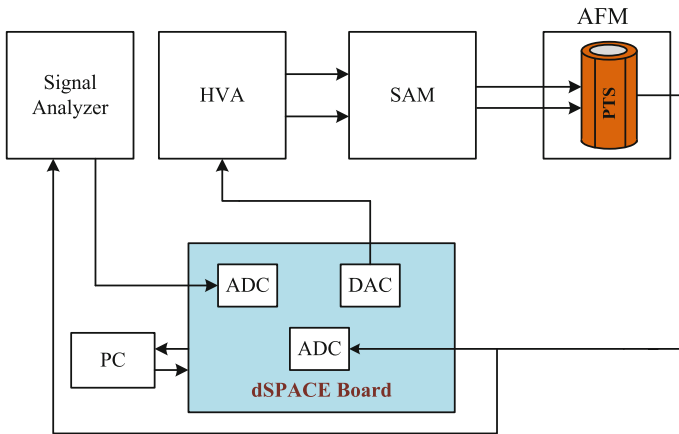 AFM
Signal
Analyzer
HVA
SAM
PTS
ADC
DAC
ADC
PC
dSPACE Board